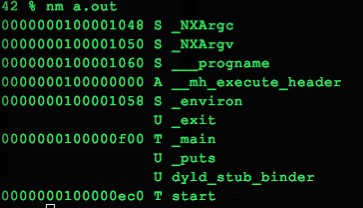 42 % nm a.out
0000000100001048 S _NXArgc
0000000100001050 S _NXArgv
0000000100001060 S ___progname
0000000100000000 A __mh_execute_header
0000000100001058 S _environ
U _exit
0000000100000f00 T _main
U _puts
U dyld_stub_binder
0000000100000ec0 T start